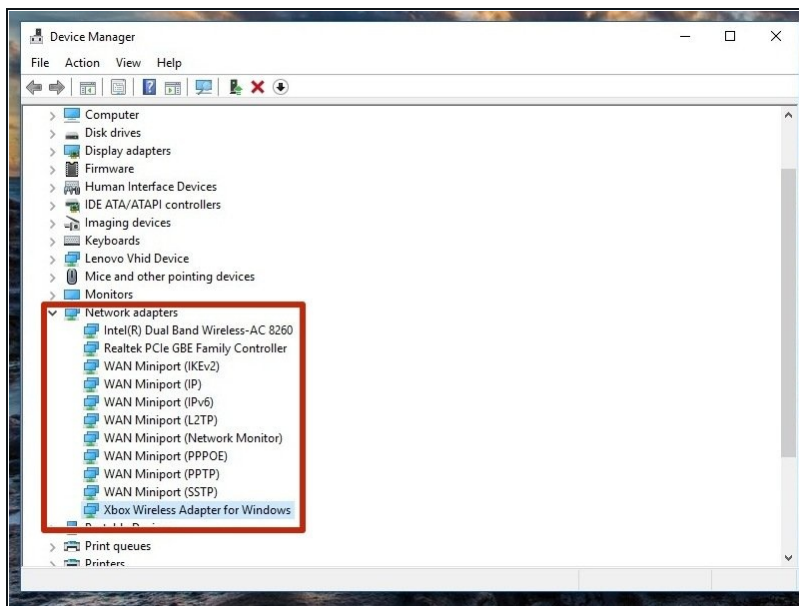 Device Manager
File Action View Help
Computer
Disk drives
Display adapters
Firmware
Human Interface Devices
IDE ATA/ATAPI controllers
Imaging devices
Keyboards
Lenovo Vhid Device
Mice and other pointing devices
Monitors
Network adapters
Intel(R) Dual Band Wireless-AC 8260
Realtek PCIe GBE Family Controller
WAN Miniport (IKEv2)
WAN Miniport (IP)
WAN Miniport (IPv6)
WAN Miniport (L2TP)
WAN Miniport (Network Monitor)
WAN Miniport (PPPOE)
WAN Miniport (PPTP)
WAN Miniport (SSTP)
Xbox Wireless Adapter for Windows
Print queues
Printers